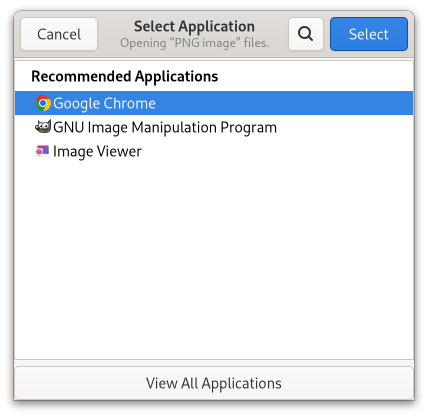 Cancel
Select Application
Opening “PNG image” files.
Select
Recommended Applications
Google Chrome
GNU Image Manipulation Program
Image Viewer
View All Applications